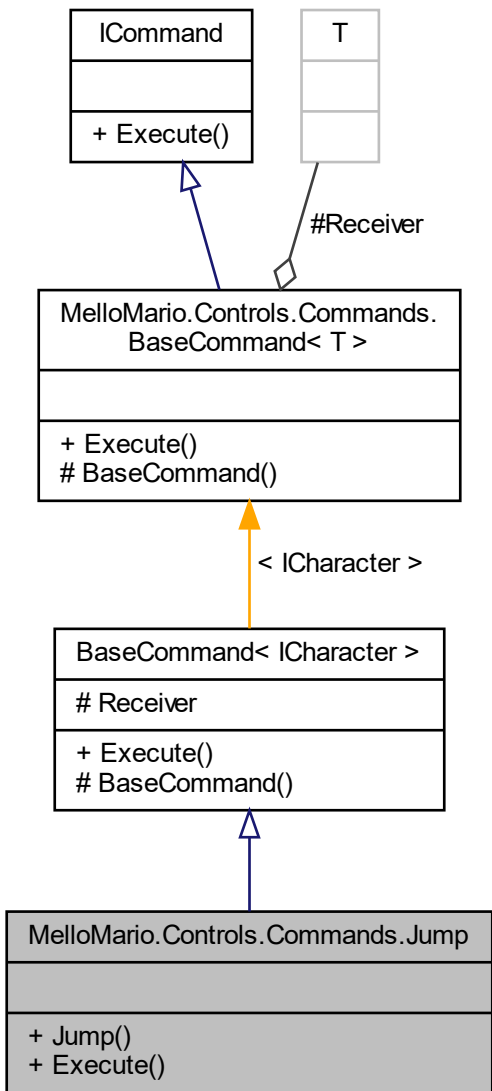 ICommand
+ Execute()
T
#Receiver
MelloMario.Controls.Commands.
BaseCommand< T >
+ Execute()
# BaseCommand()
< ICharacter >
BaseCommand< ICharacter >
# Receiver
+ Execute()
# BaseCommand()
MelloMario.Controls.Commands.Jump
+ Jump()
+ Execute()